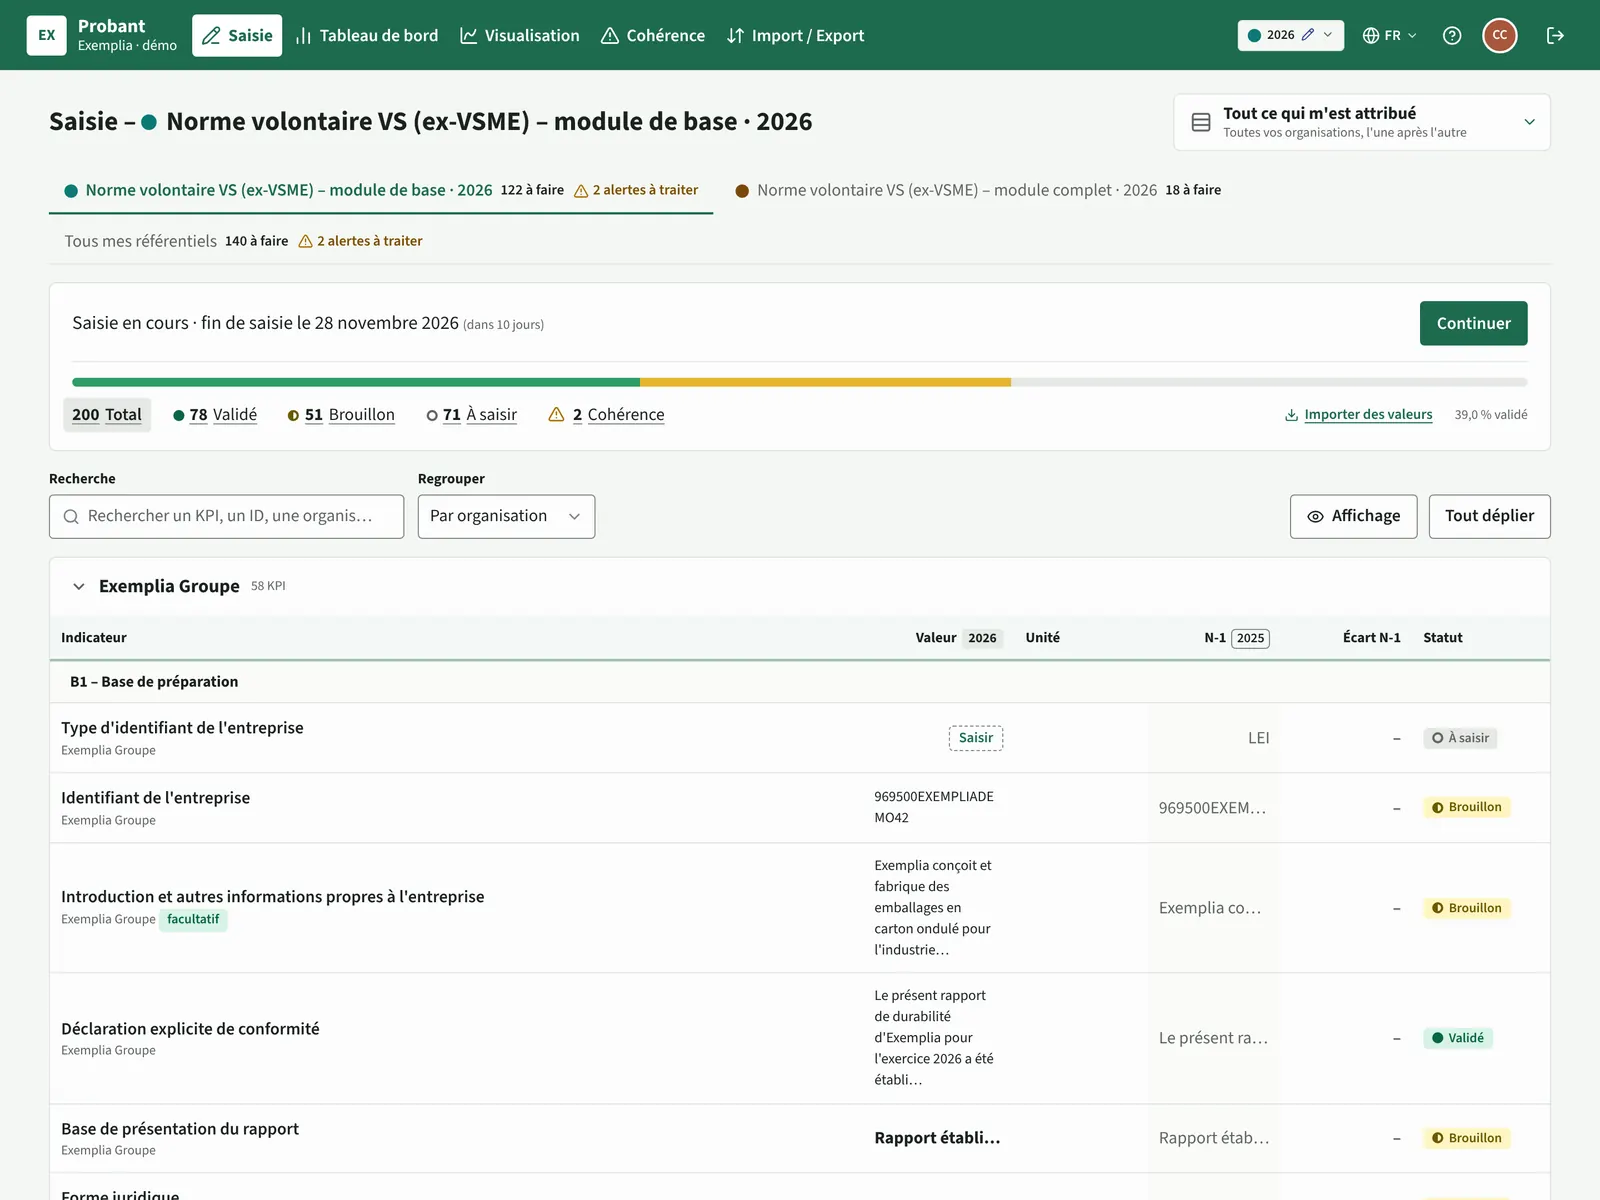 EX
Probant
Exemplia · démo
Saisie
Tableau de bord
Visualisation
Cohérence
Import / Export
2026
FR
CC
Saisie – Norme volontaire VS (ex-VSME) – module de base · 2026
Tout ce qui m'est attribué
Toutes vos organisations, l'une après l'autre
Norme volontaire VS (ex-VSME) – module de base · 2026 122 à faire 2 alertes à traiter
Norme volontaire VS (ex-VSME) – module complet · 2026 18 à faire
Tous mes référentiels 140 à faire 2 alertes à traiter
Saisie en cours · fin de saisie le 28 novembre 2026 (dans 10 jours)
Continuer
200 Total
78 Validé
51 Brouillon
71 À saisir
2 Cohérence
Importer des valeurs
39,0 % validé
Recherche
Regrouper
Rechercher un KPI, un ID, une organis…
Par organisation
Affichage
Tout déplier
Exemplia Groupe 58 KPI
Indicateur
Valeur 2026
Unité
N-1 2025
Écart N-1
Statut
B1 – Base de préparation
Type d'identifiant de l'entreprise
Exemplia Groupe
Saisir
LEI
–
À saisir
Identifiant de l'entreprise
Exemplia Groupe
969500EXEMPLIADE
MO42
969500EXEM…
–
Brouillon
Introduction et autres informations propres à l'entreprise
Exemplia Groupe facultatif
Exemplia conçoit et
fabrique des
emballages en
carton ondulé pour
l'industrie…
Exemplia co…
–
Brouillon
Déclaration explicite de conformité
Exemplia Groupe
Le présent rapport
de durabilité
d'Exemplia pour
l'exercice 2026 a été
établi…
Le présent ra…
–
Validé
Base de présentation du rapport
Exemplia Groupe
Rapport établi…
Rapport étab…
–
Brouillon
Forme juridique